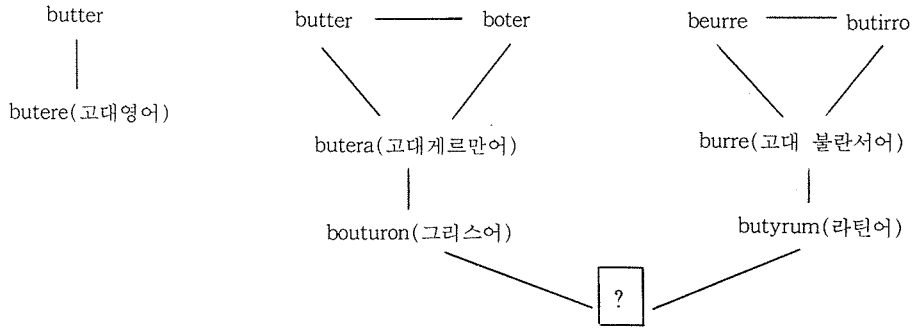 butter butter boter beurre butirro
butere(고대영어)
butera(고대게르만어) burre(고대 불란서어)
bouturon(그리스어) butyrum(라틴어)
?